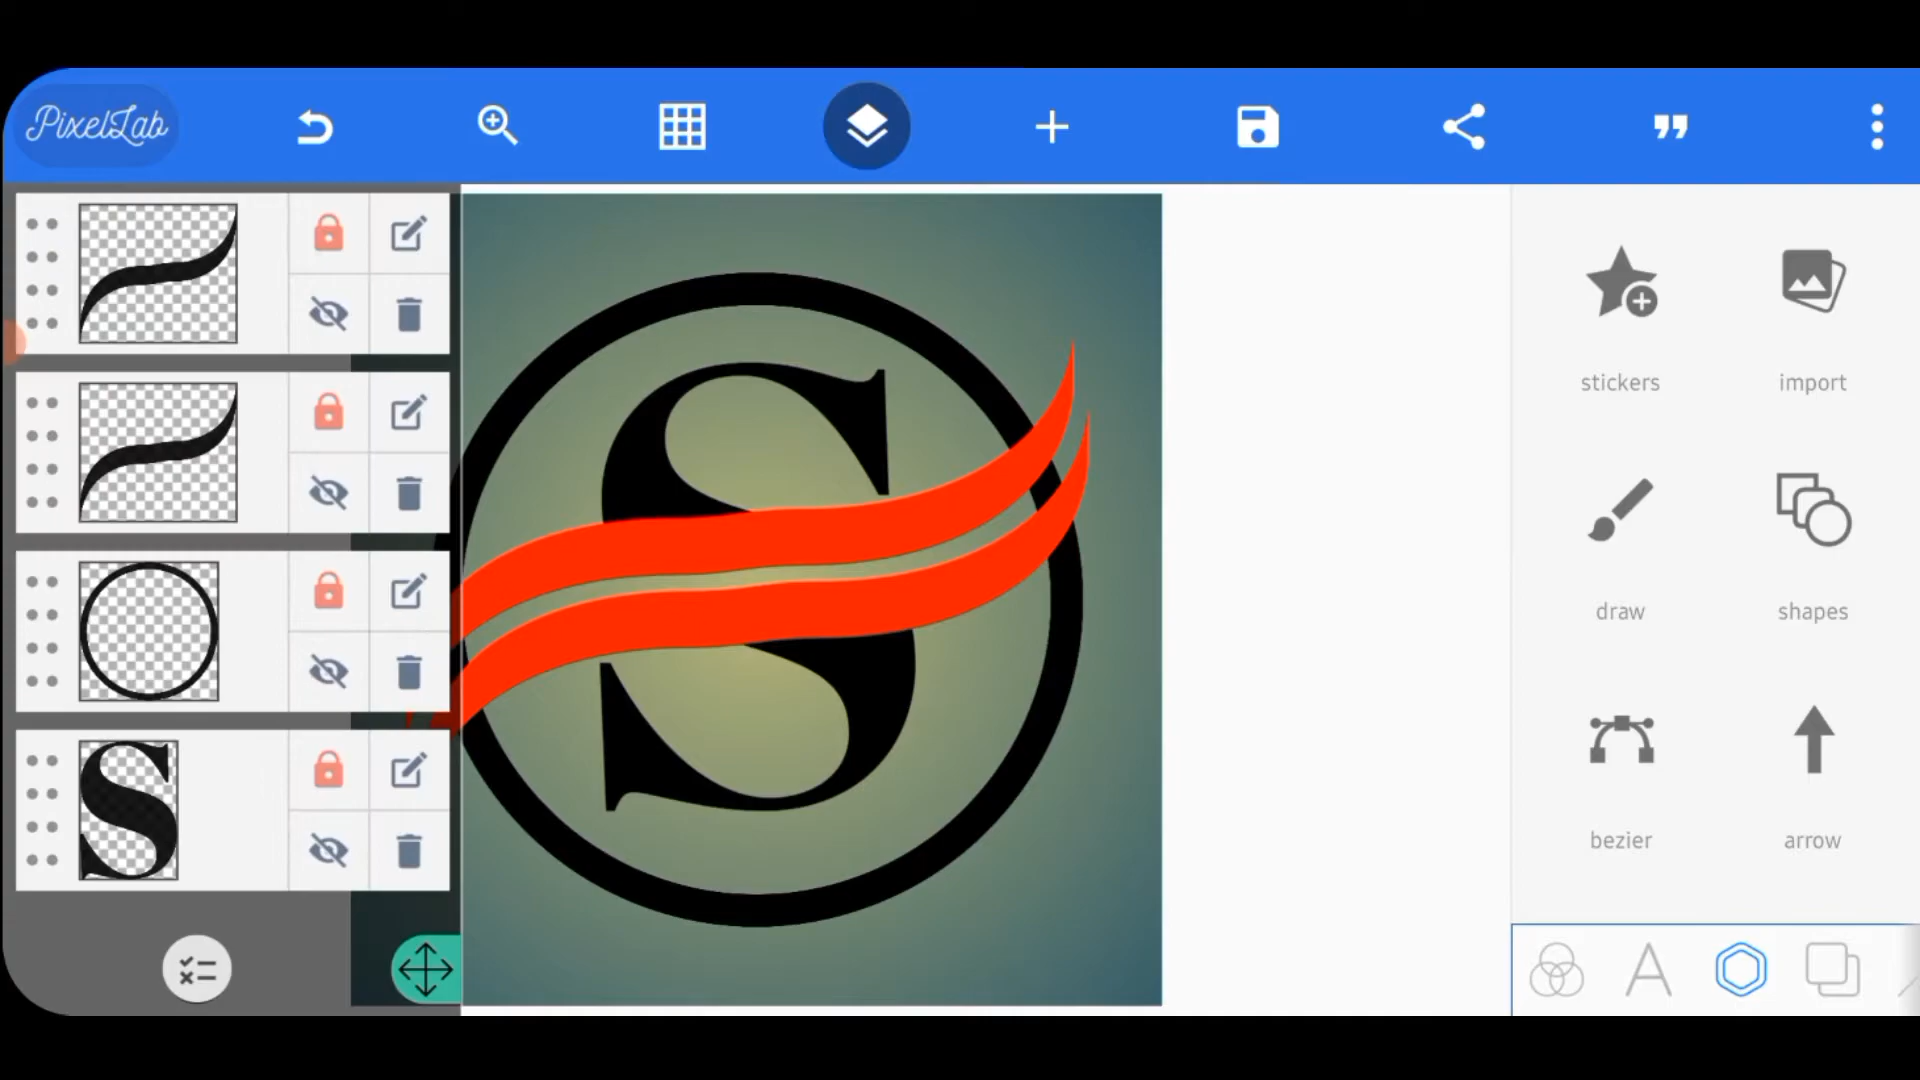 PixelLab
S
S
stickers
import
draw
shapes
bezier
arrow